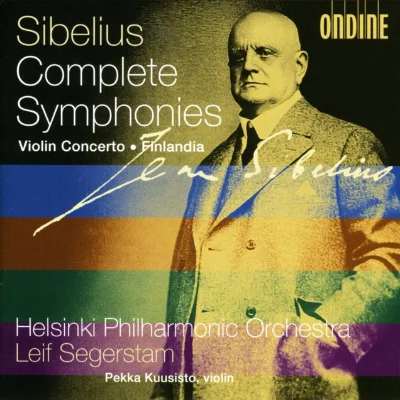 Sibelius
ONDINE
Complete
Symphonies
Violin Concerto • Finlandia
Jean Sibelius
Helsinki Philharmonic Orchestra
Leif Segerstam
Pekka Kuusisto, violin